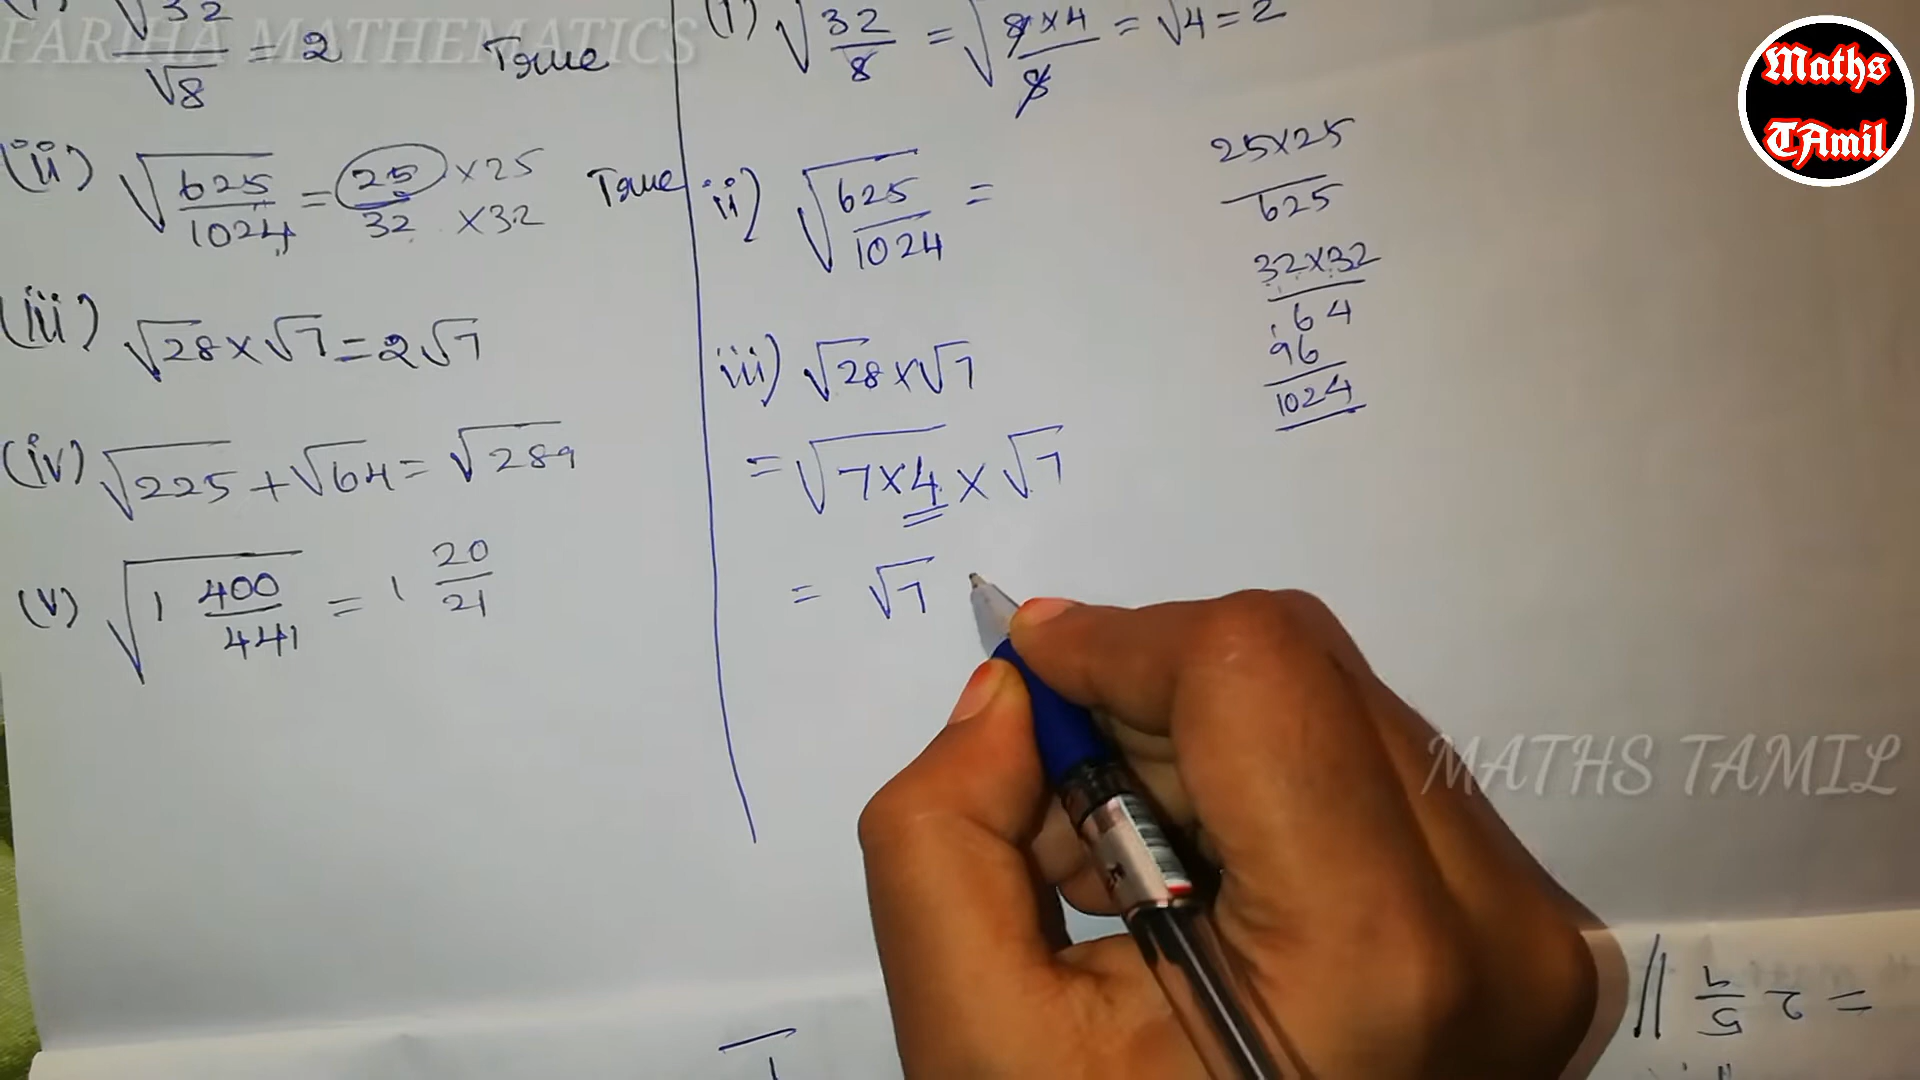 FARIHA MATHEMATICS
√32/√8 = 2 True
(ii) √(625/1024) = 25/32 ×25 ×32 True
(iii) √28 × √7 = 2√7
(iv) √225 + √64 = √289
(v) √(1 400/441) = 1 20/21
(i) √(32/8) = √(8×4/8) = √4 = 2
ii) √(625/1024) =
iii) √28 × √7
= √7×4 × √7
= √7
25×25
625
32×32
64
96
1024
Maths
TAmil
MATHS TAMIL
= 2 5/9 //